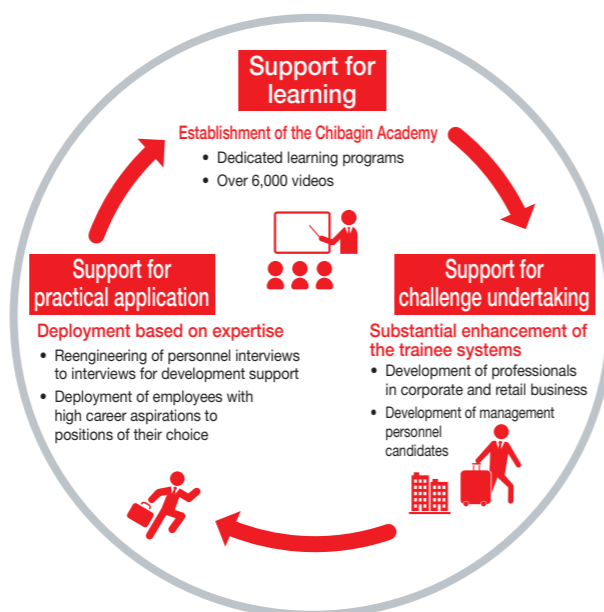 Support for
learning
Establishment of the Chibagin Academy
• Dedicated learning programs
• Over 6,000 videos
Support for
practical application
Deployment based on expertise
• Reengineering of personnel interviews
to interviews for development support
• Deployment of employees with
high career aspirations to
positions of their choice
Support for
challenge undertaking
Substantial enhancement of
the trainee systems
• Development of professionals
in corporate and retail business
• Development of management
personnel
candidates